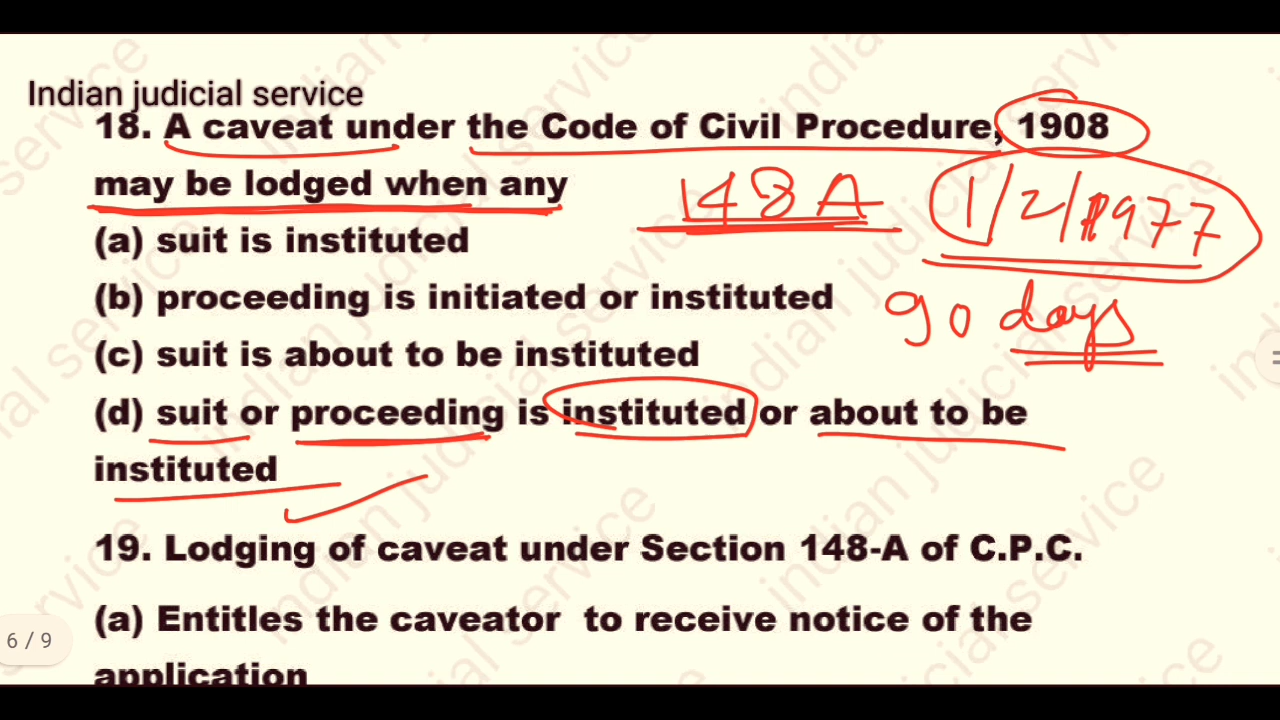 Indian judicial service
18. A caveat under the Code of Civil Procedure, 1908
may be lodged when any
148A 1/2/1977
(a) suit is instituted
(b) proceeding is initiated or instituted
90 days
(c) suit is about to be instituted
(d) suit or proceeding is instituted or about to be
instituted
19. Lodging of caveat under Section 148-A of C.P.C.
(a) Entitles the caveator to receive notice of the
application
6 / 9